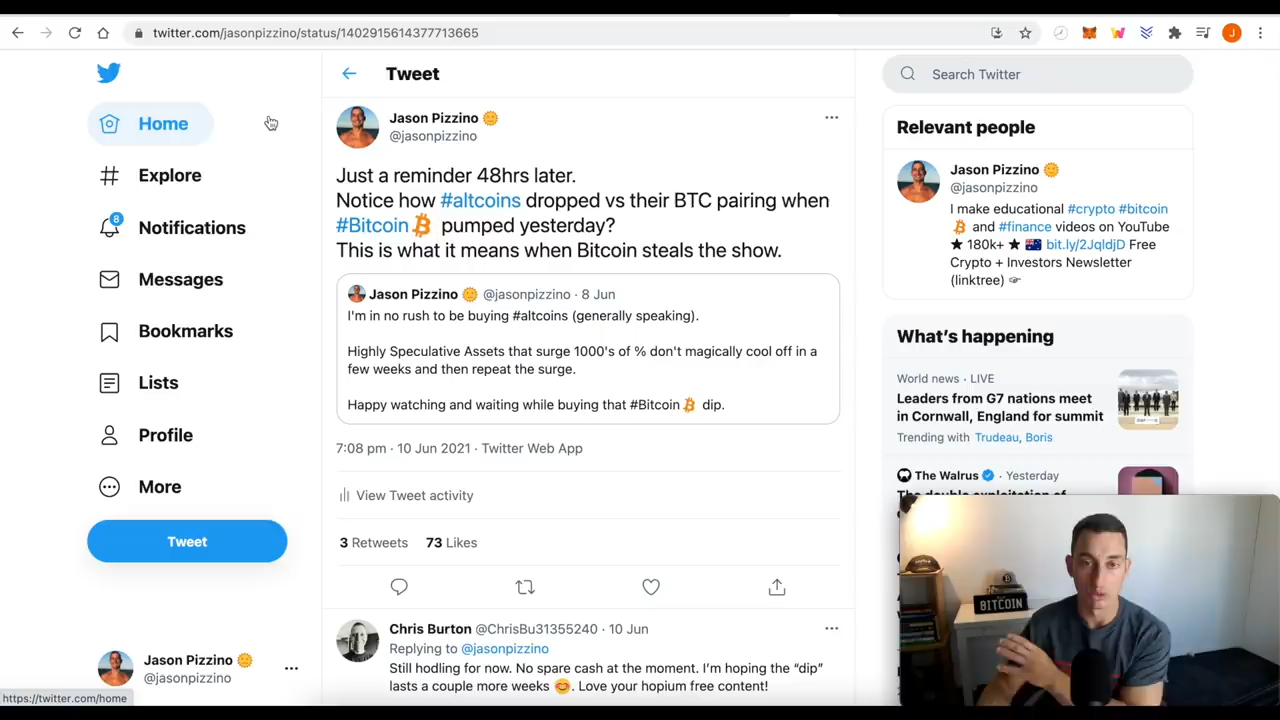 twitter.com/jasonpizzino/status/1402915614377713665
J
Home
Explore
8
Notifications
Messages
Bookmarks
Lists
Profile
More
Tweet
Jason Pizzino
@jasonpizzino
https://twitter.com/home
Tweet
Jason Pizzino
@jasonpizzino
Just a reminder 48hrs later.
Notice how #altcoins dropped vs their BTC pairing when
#Bitcoin pumped yesterday?
This is what it means when Bitcoin steals the show.
Jason Pizzino @jasonpizzino · 8 Jun
I'm in no rush to be buying #altcoins (generally speaking).
Highly Speculative Assets that surge 1000's of % don't magically cool off in a
few weeks and then repeat the surge.
Happy watching and waiting while buying that #Bitcoin dip.
7:08 pm · 10 Jun 2021 · Twitter Web App
View Tweet activity
3 Retweets 73 Likes
Chris Burton @ChrisBu31355240 · 10 Jun
Replying to @jasonpizzino
Still hodling for now. No spare cash at the moment. I'm hoping the “dip”
lasts a couple more weeks 😊. Love your hopium free content!
Search Twitter
Relevant people
Jason Pizzino
@jasonpizzino
I make educational #crypto #bitcoin
and #finance videos on YouTube
★ 180k+ ★ 🇦🇺 bit.ly/2JqldjD Free
Crypto + Investors Newsletter
(linktree) 👉
What's happening
World news · LIVE
Leaders from G7 nations meet
in Cornwall, England for summit
Trending with Trudeau, Boris
The Walrus · Yesterday
The double exploitation of
BITCOIN